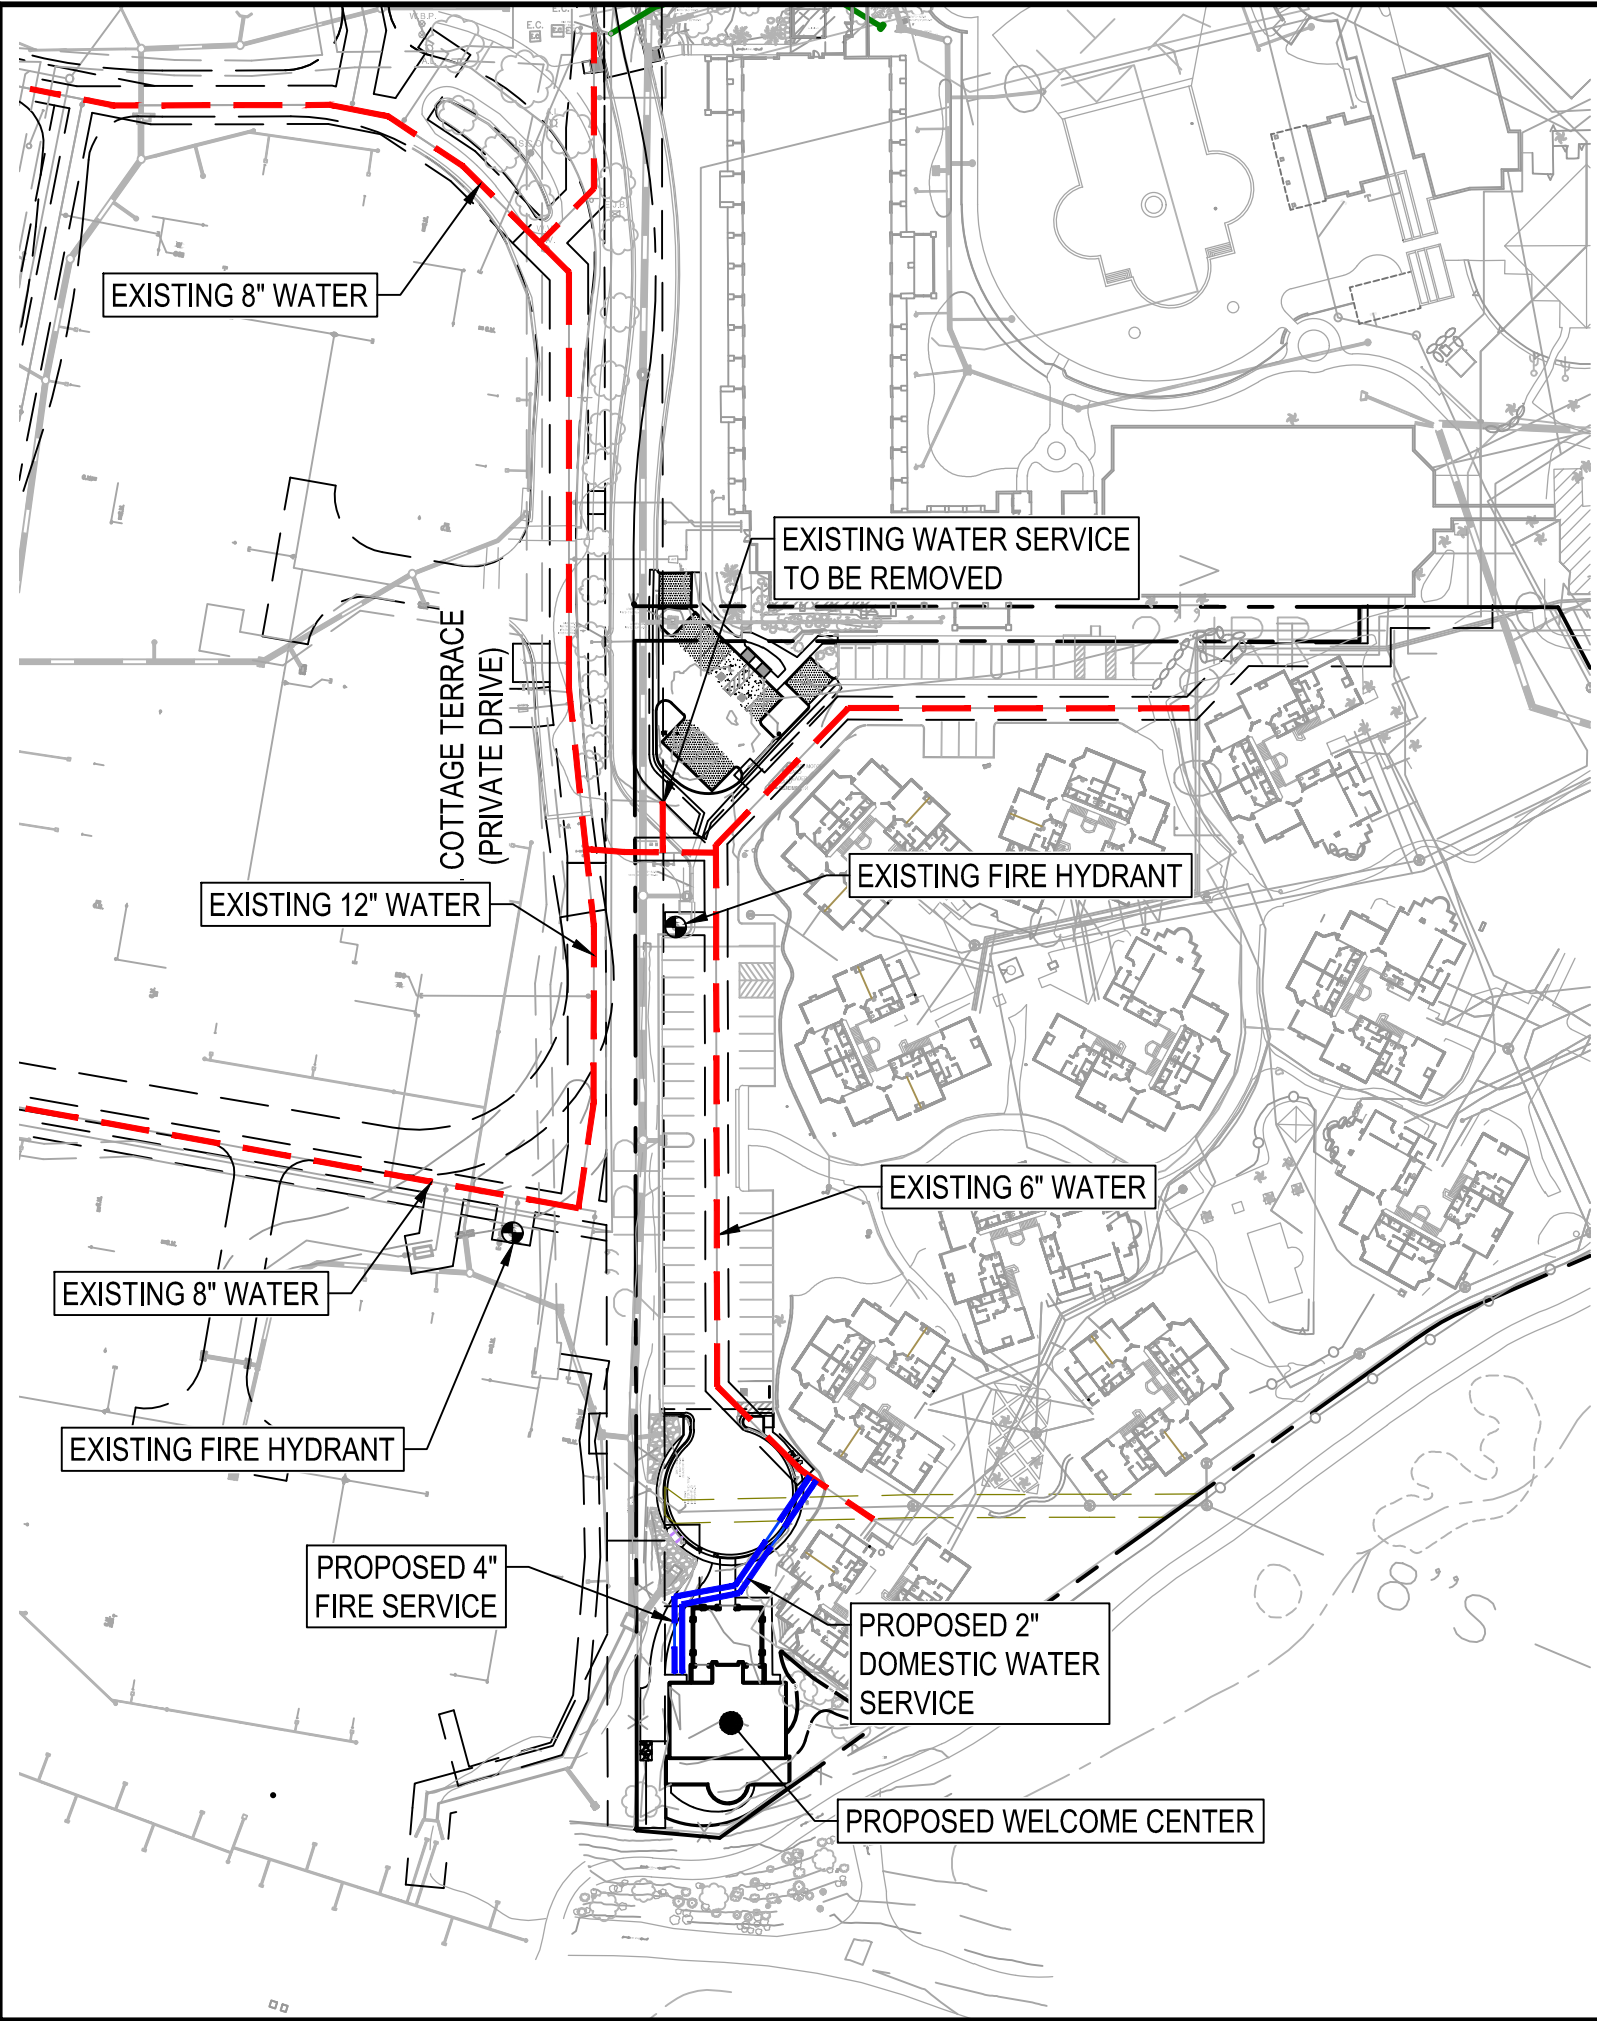 E.C.
E.C.
EXISTING 8" WATER
EXISTING WATER SERVICE
TO BE REMOVED
COTTAGE TERRACE
(PRIVATE DRIVE)
EXISTING FIRE HYDRANT
EXISTING 12" WATER
EXISTING 6" WATER
EXISTING 8" WATER
EXISTING FIRE HYDRANT
PROPOSED 4"
FIRE SERVICE
PROPOSED 2"
DOMESTIC WATER
SERVICE
8'S
PROPOSED WELCOME CENTER